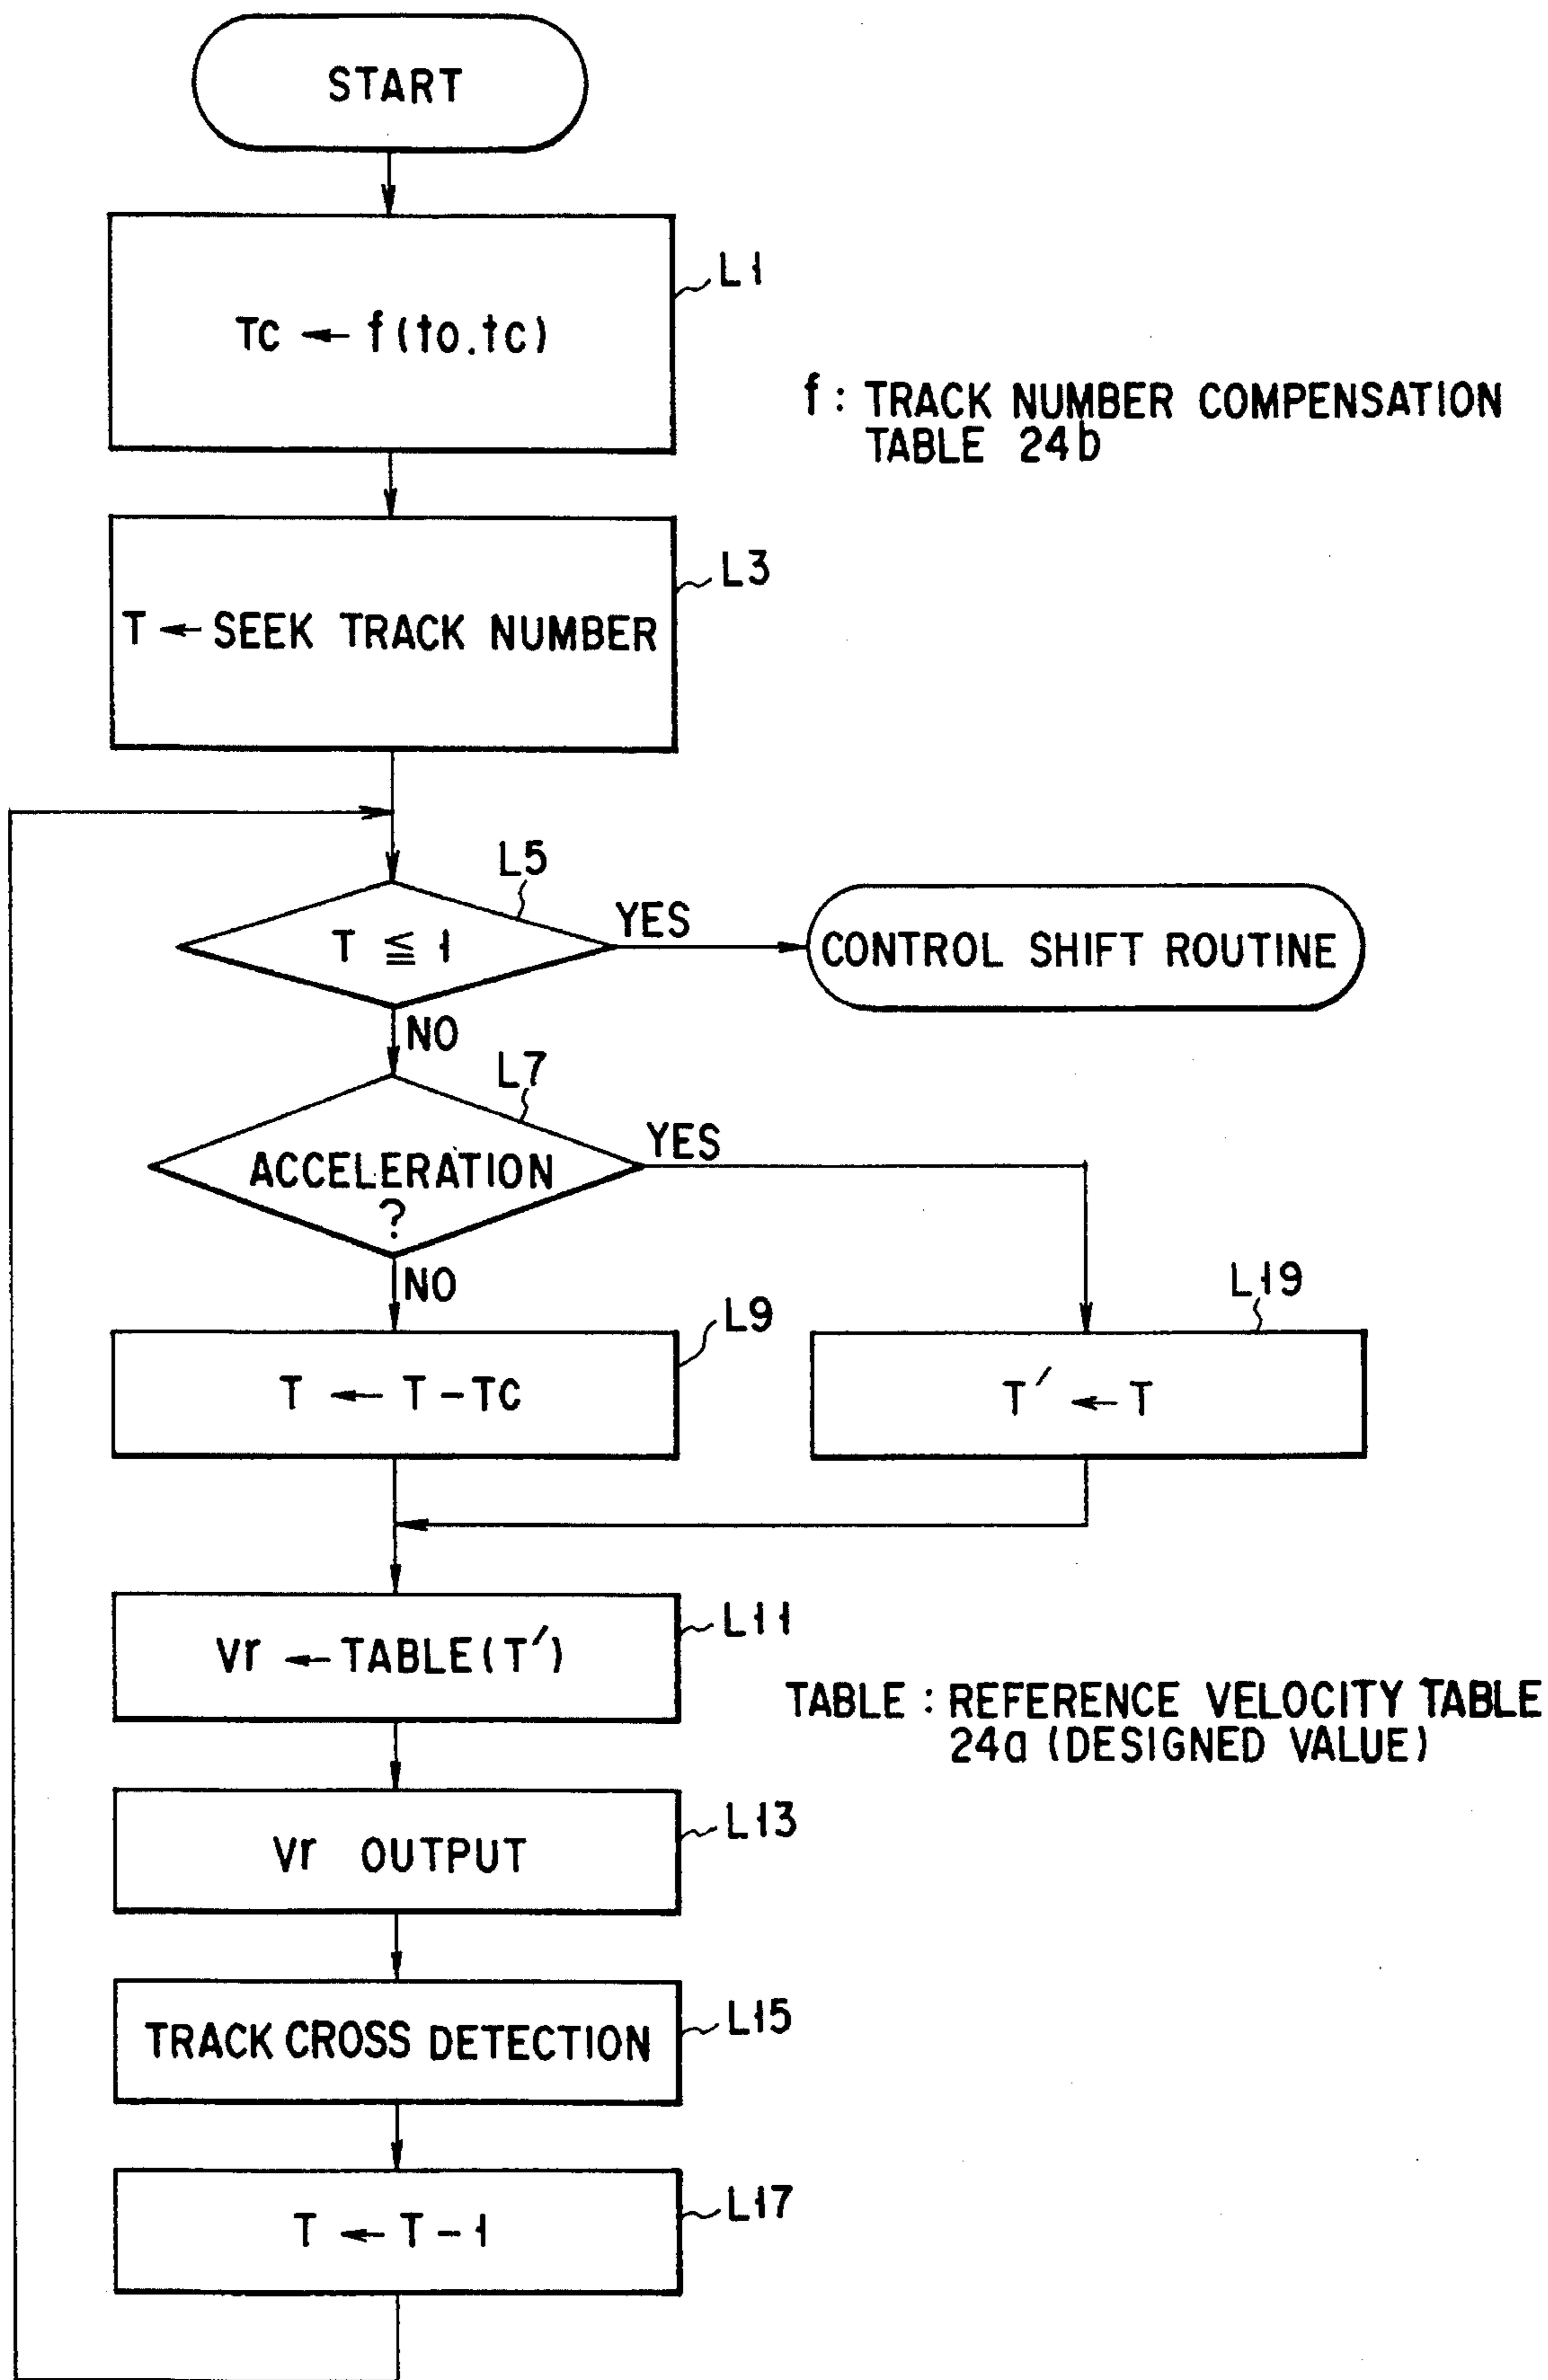 START
L1
Tc ← f(to.tc)
f : TRACK NUMBER COMPENSATION
TABLE 24b
L3
T ← SEEK TRACK NUMBER
L5
T ≦ 1
YES
CONTROL SHIFT ROUTINE
NO
L7
ACCELERATION
?
YES
NO
L9
T ← T - Tc
L19
T′ ← T
L11
Vr ← TABLE(T′)
TABLE : REFERENCE VELOCITY TABLE
24a (DESIGNED VALUE)
L13
Vr OUTPUT
L15
TRACK CROSS DETECTION
L17
T ← T - 1